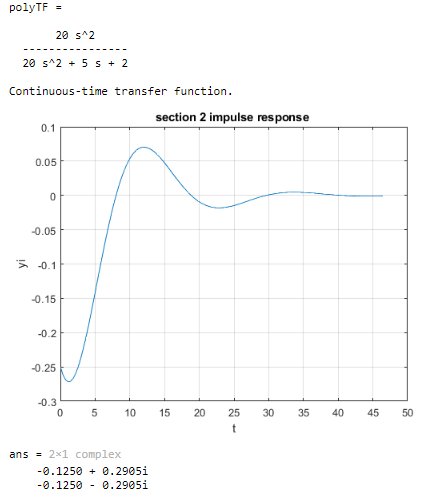 polyTF =
20 s^2
----------------
20 s^2 + 5 s + 2
Continuous-time transfer function.
section 2 impulse response
0.1
0.05
0
-0.05
-0.1
-0.15
-0.2
-0.25
-0.3
yi
0 5 10 15 20 25 30 35 40 45 50
t
ans = 2×1 complex
-0.1250 + 0.2905i
-0.1250 - 0.2905i